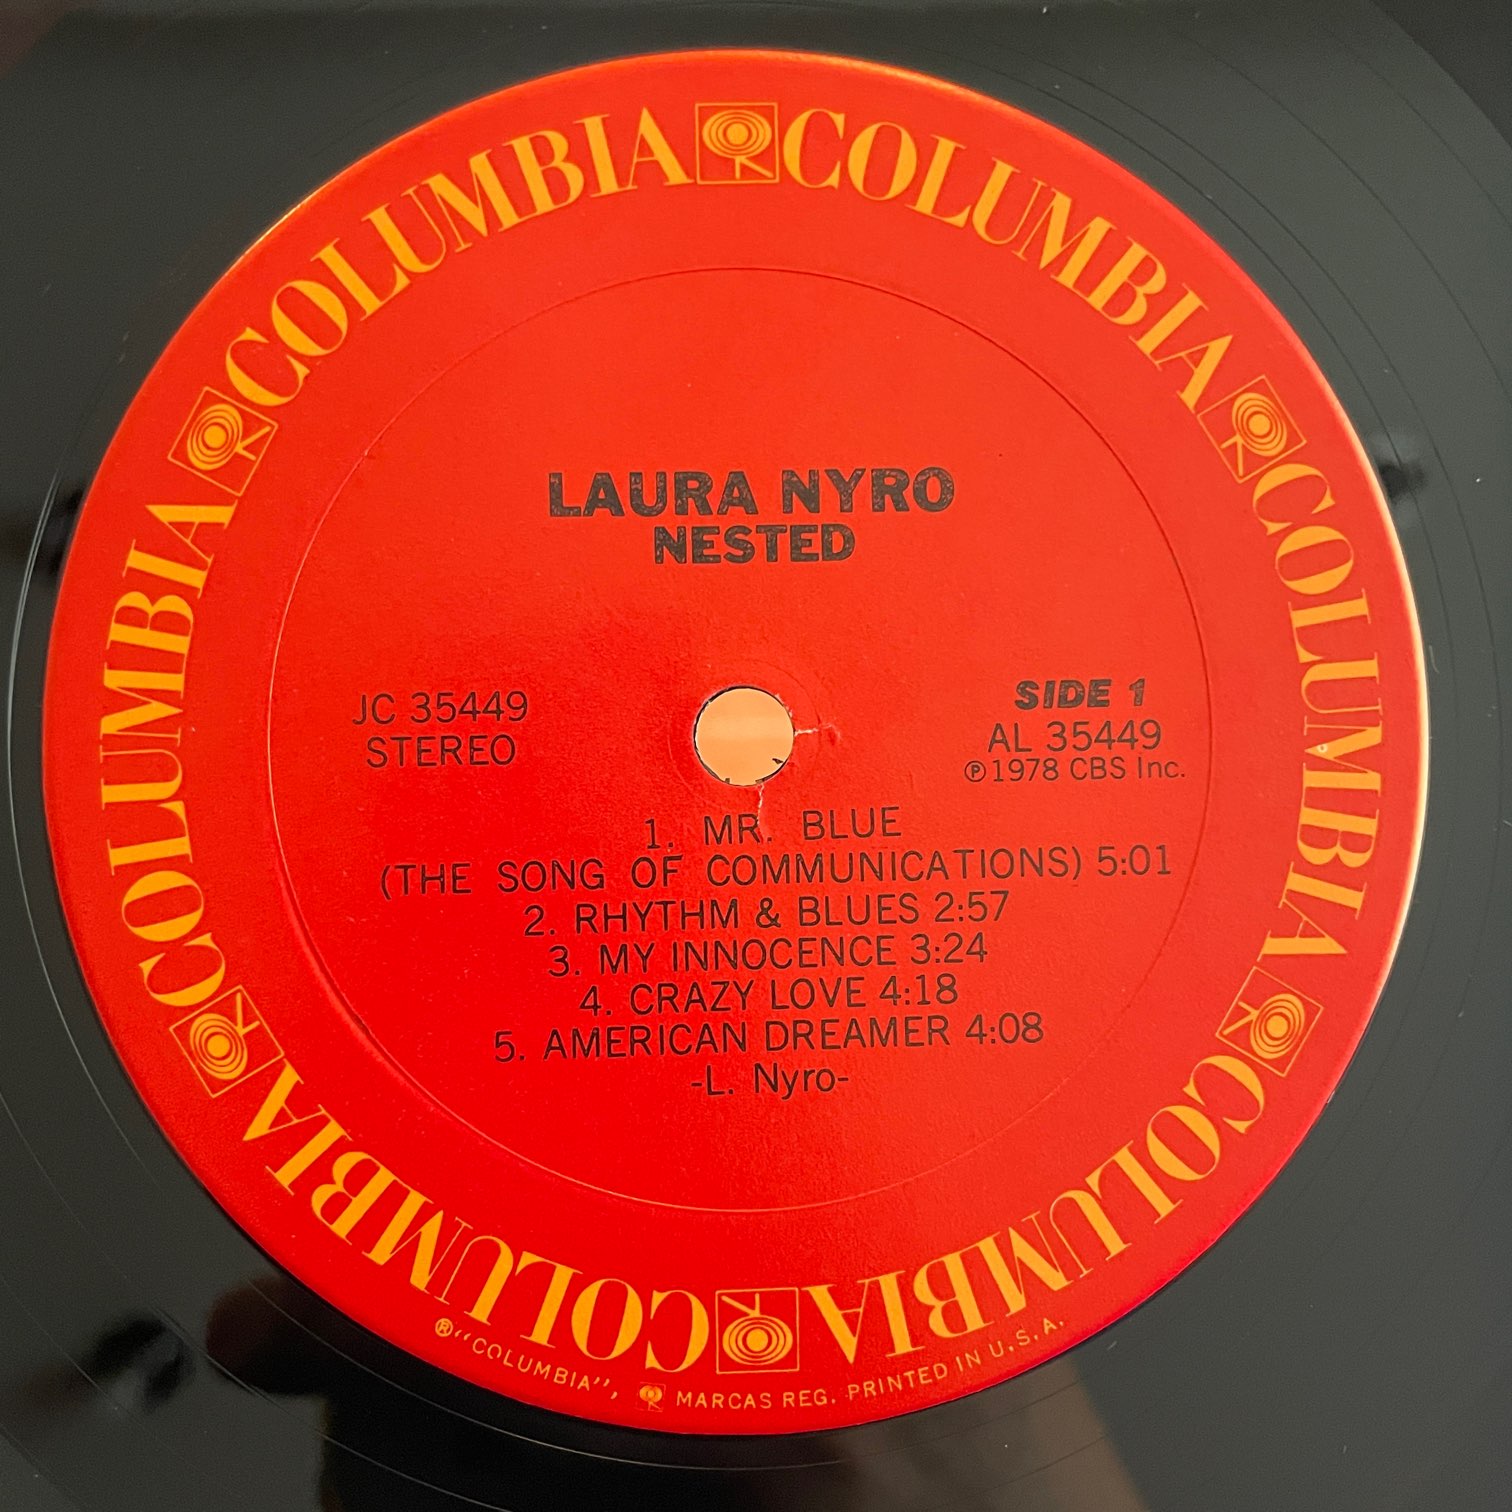 COLUMBIA COLUMBIA COLUMBIA COLUMBIA COLUMBIA COLUMBIA
LAURA NYRO
NESTED
JC 35449
STEREO
SIDE 1
AL 35449
℗ 1978 CBS Inc.
1. MR. BLUE
(THE SONG OF COMMUNICATIONS) 5:01
2. RHYTHM & BLUES 2:57
3. MY INNOCENCE 3:24
4. CRAZY LOVE 4:18
5. AMERICAN DREAMER 4:08
-L. Nyro-
® "COLUMBIA", MARCAS REG. PRINTED IN U.S.A.